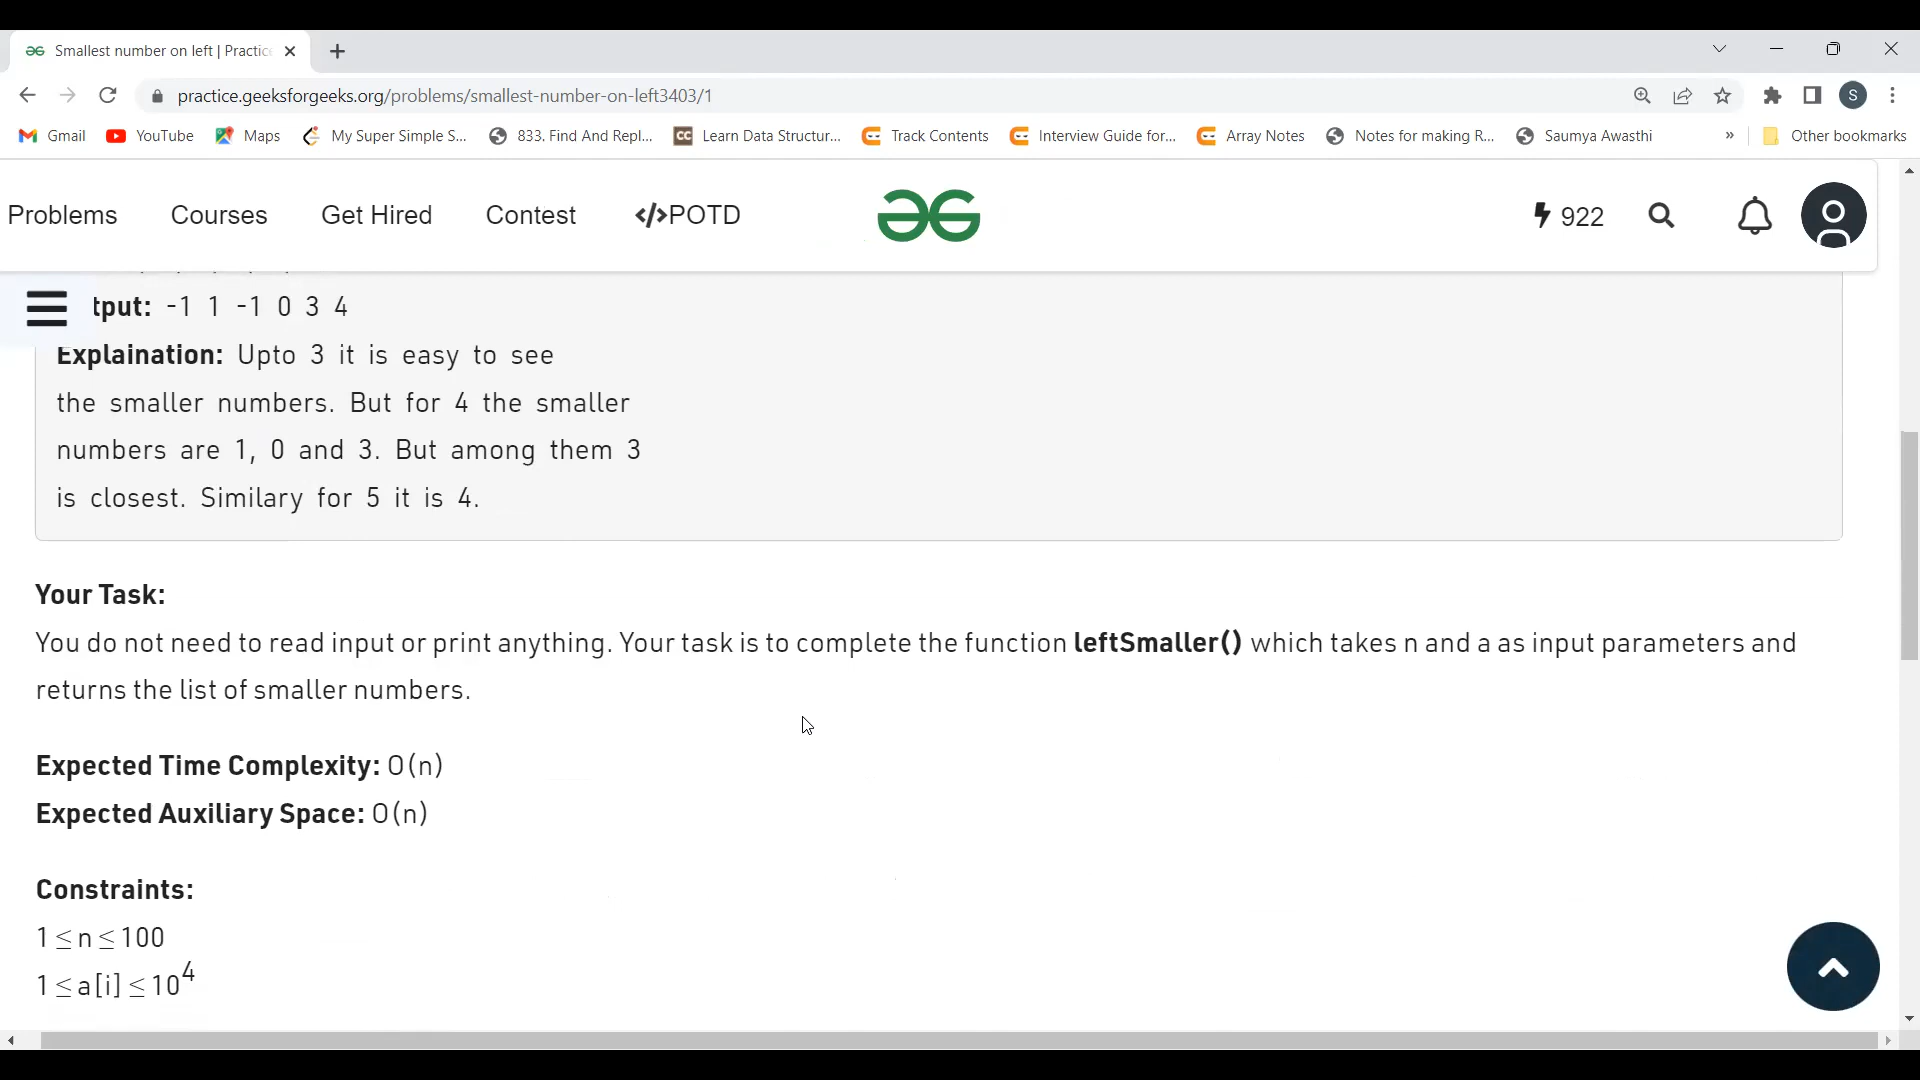 Smallest number on left | Practic
practice.geeksforgeeks.org/problems/smallest-number-on-left3403/1
S
Gmail YouTube Maps My Super Simple S... 833. Find And Repl... Learn Data Structur... Track Contents Interview Guide for... Array Notes Notes for making R... Saumya Awasthi » Other bookmarks
Problems Courses Get Hired Contest </>POTD 922
tput: -1 1 -1 0 3 4
Explaination: Upto 3 it is easy to see
the smaller numbers. But for 4 the smaller
numbers are 1, 0 and 3. But among them 3
is closest. Similary for 5 it is 4.
Your Task:
You do not need to read input or print anything. Your task is to complete the function leftSmaller() which takes n and a as input parameters and
returns the list of smaller numbers.
Expected Time Complexity: O(n)
Expected Auxiliary Space: O(n)
Constraints:
1 ≤ n ≤ 100
1 ≤ a[i] ≤ 10⁴